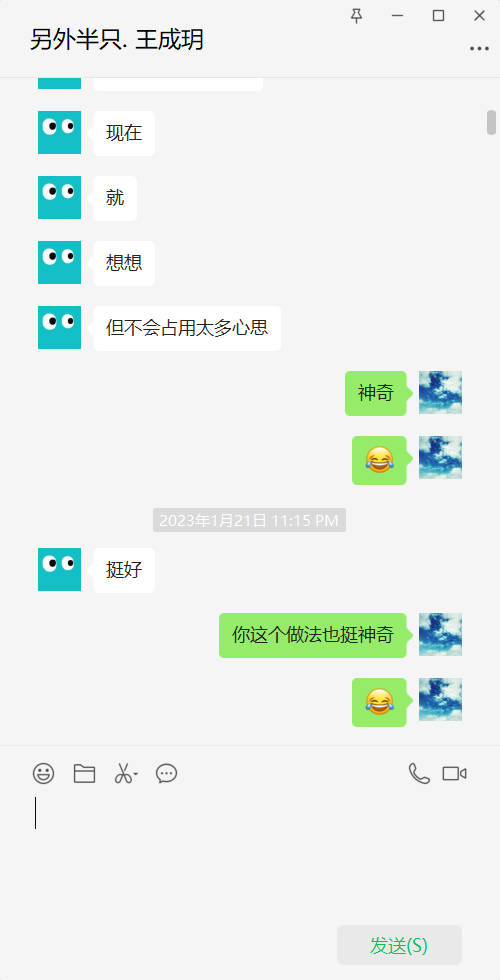 另外半只. 王成玥
现在
就
想想
但不会占用太多心思
神奇
😂
2023年1月21日 11:15 PM
挺好
你这个做法也挺神奇
😂
发送(S)